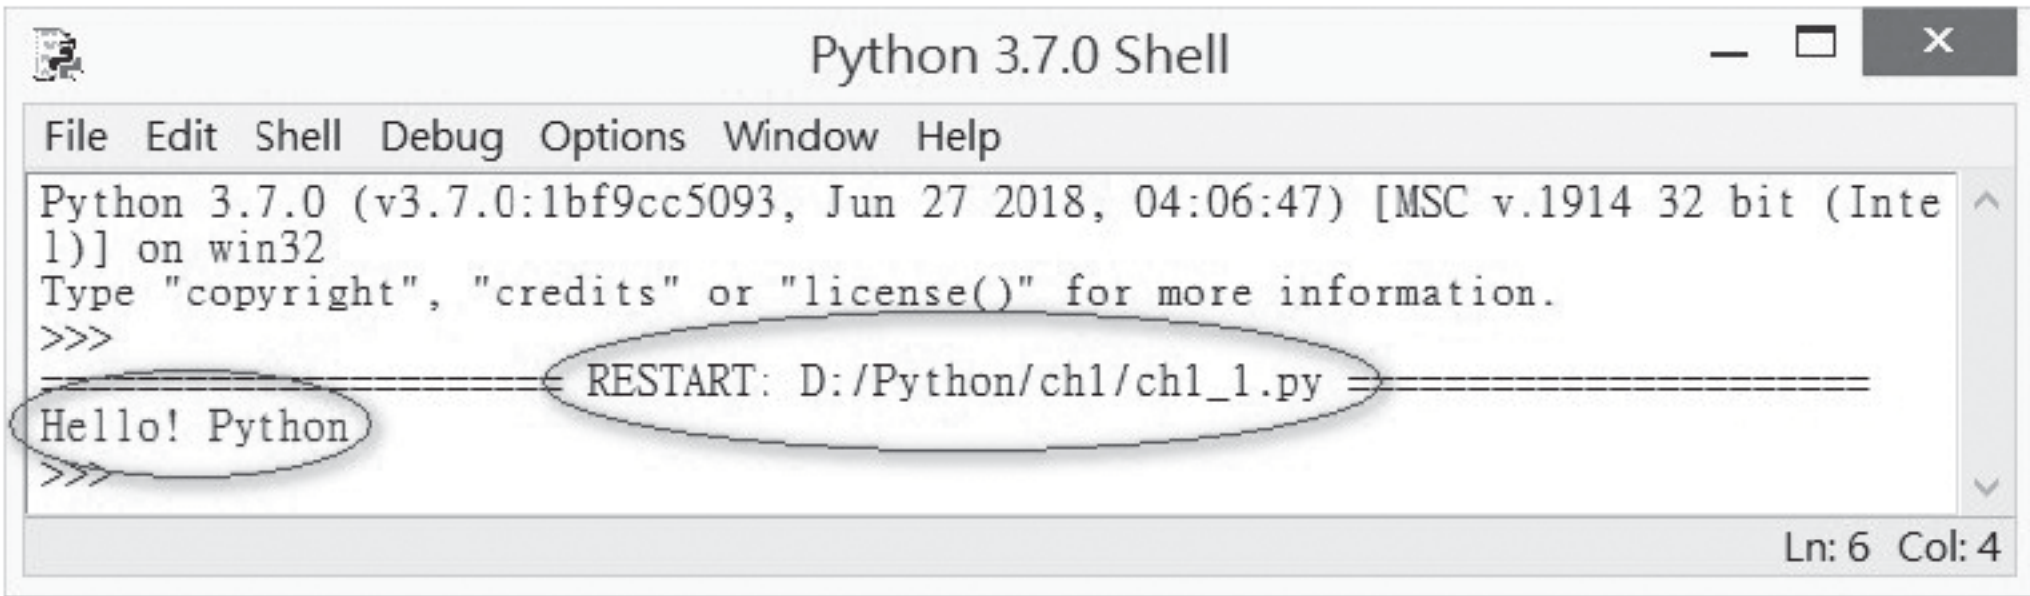 Python 3.7.0 Shell
File Edit Shell Debug Options Window Help
Python 3.7.0 (v3.7.0:1bf9cc5093, Jun 27 2018, 04:06:47) [MSC v.1914 32 bit (Inte
l)] on win32
Type "copyright", "credits" or "license()" for more information.
>>>
===================== RESTART: D:/Python/ch1/ch1_1.py =====================
Hello! Python
>>>
Ln: 6 Col: 4